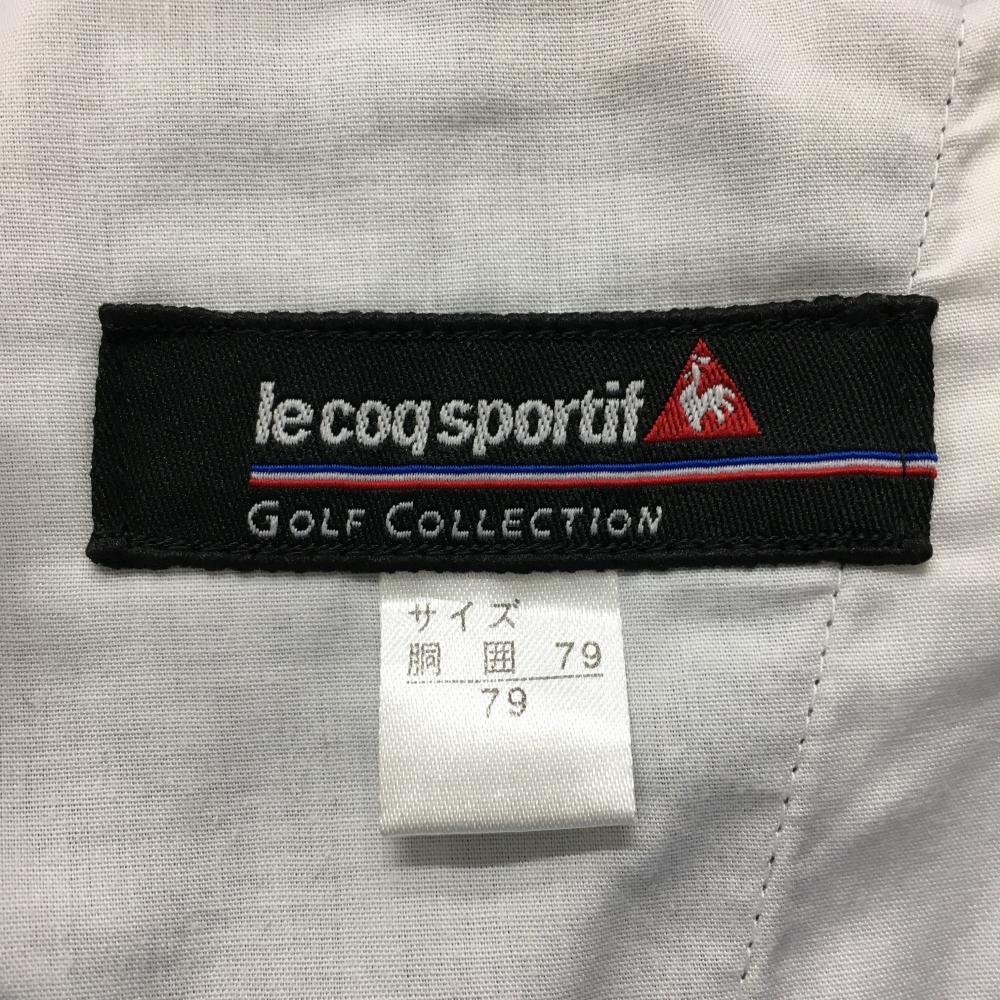 le coq sportif
GOLF COLLECTION
サイズ
胴 囲 79
79